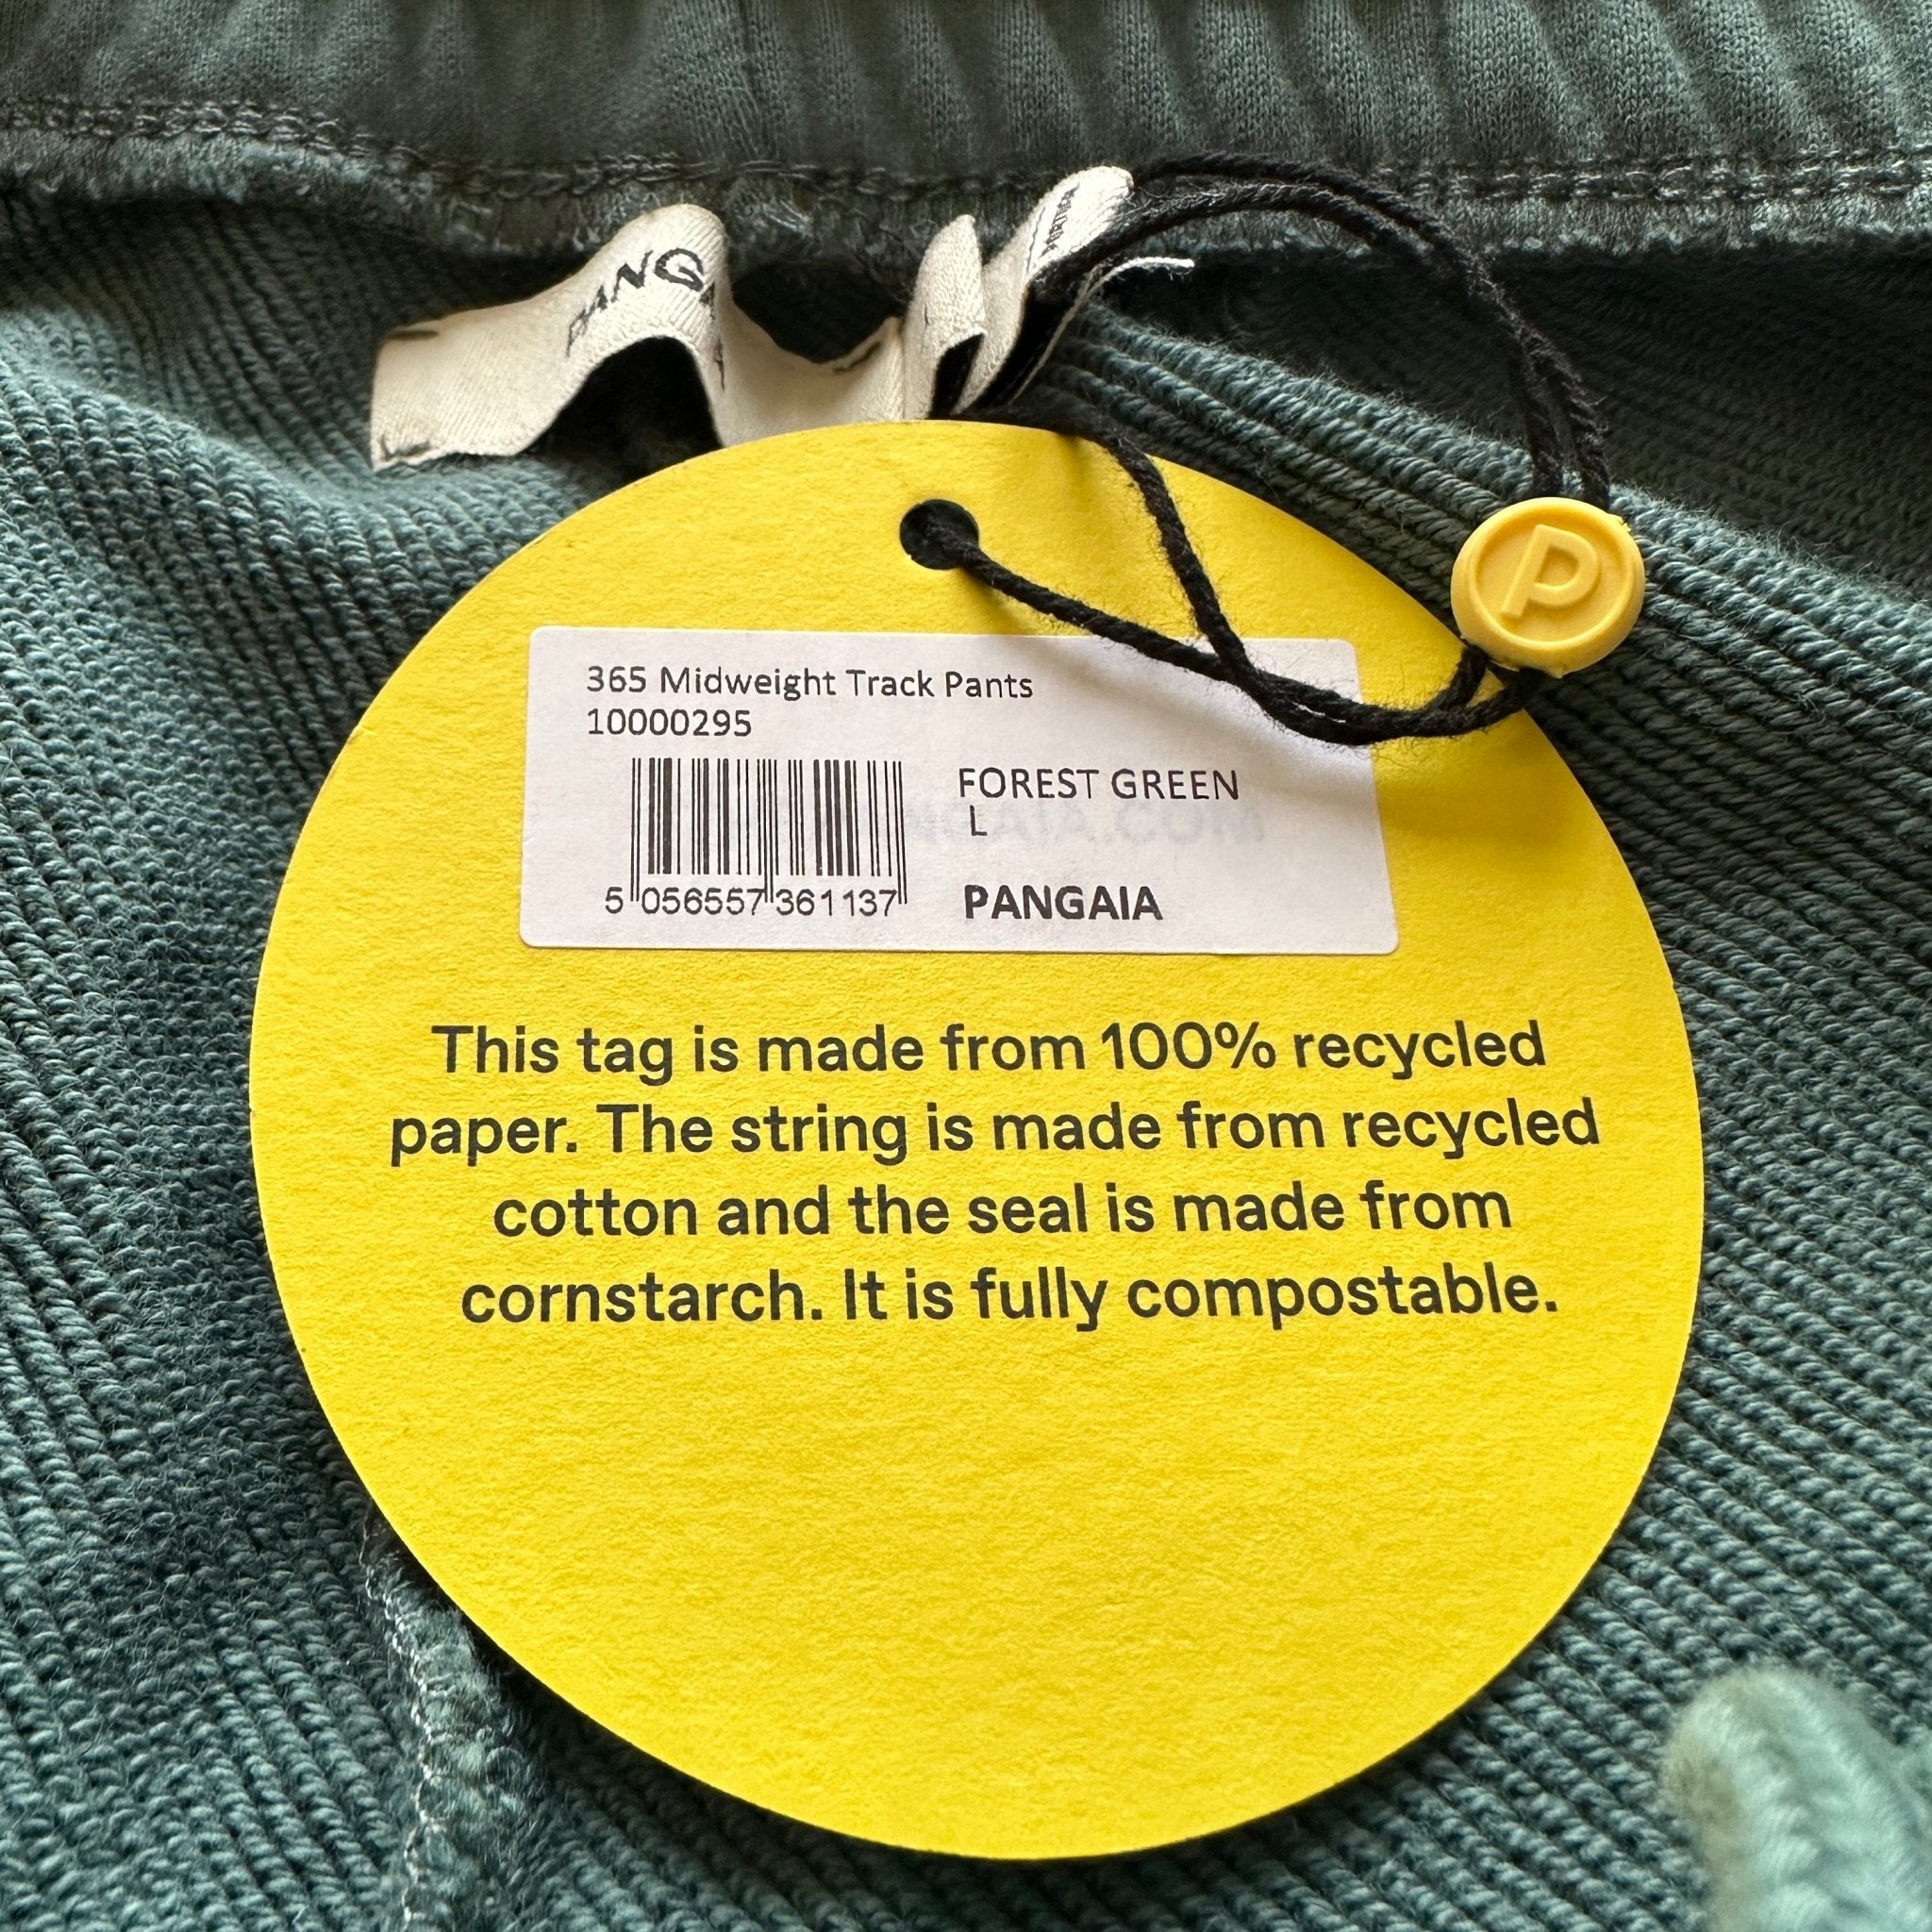 PANG
P
365 Midweight Track Pants
10000295
FOREST GREEN
L
5 056557 361137
PANGAIA
This tag is made from 100% recycled
paper. The string is made from recycled
cotton and the seal is made from
cornstarch. It is fully compostable.